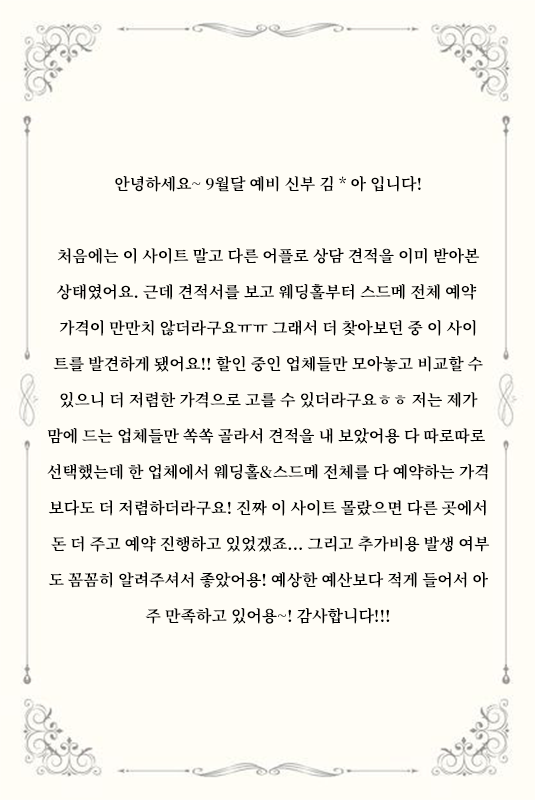 안녕하세요~ 9월달 예비 신부 김 * 아 입니다!
처음에는 이 사이트 말고 다른 어플로 상담 견적을 이미 받아본
상태였어요. 근데 견적서를 보고 웨딩홀부터 스드메 전체 예약
가격이 만만치 않더라구요ㅠㅠ 그래서 더 찾아보던 중 이 사이
트를 발견하게 됐어요!! 할인 중인 업체들만 모아놓고 비교할 수
있으니 더 저렴한 가격으로 고를 수 있더라구요ㅎㅎ 저는 제가
맘에 드는 업체들만 쏙쏙 골라서 견적을 내 보았어용 다 따로따로
선택했는데 한 업체에서 웨딩홀&스드메 전체를 다 예약하는 가격
보다도 더 저렴하더라구요! 진짜 이 사이트 몰랐으면 다른 곳에서
돈 더 주고 예약 진행하고 있었겠죠... 그리고 추가비용 발생 여부
도 꼼꼼히 알려주셔서 좋았어용! 예상한 예산보다 적게 들어서 아
주 만족하고 있어용~! 감사합니다!!!